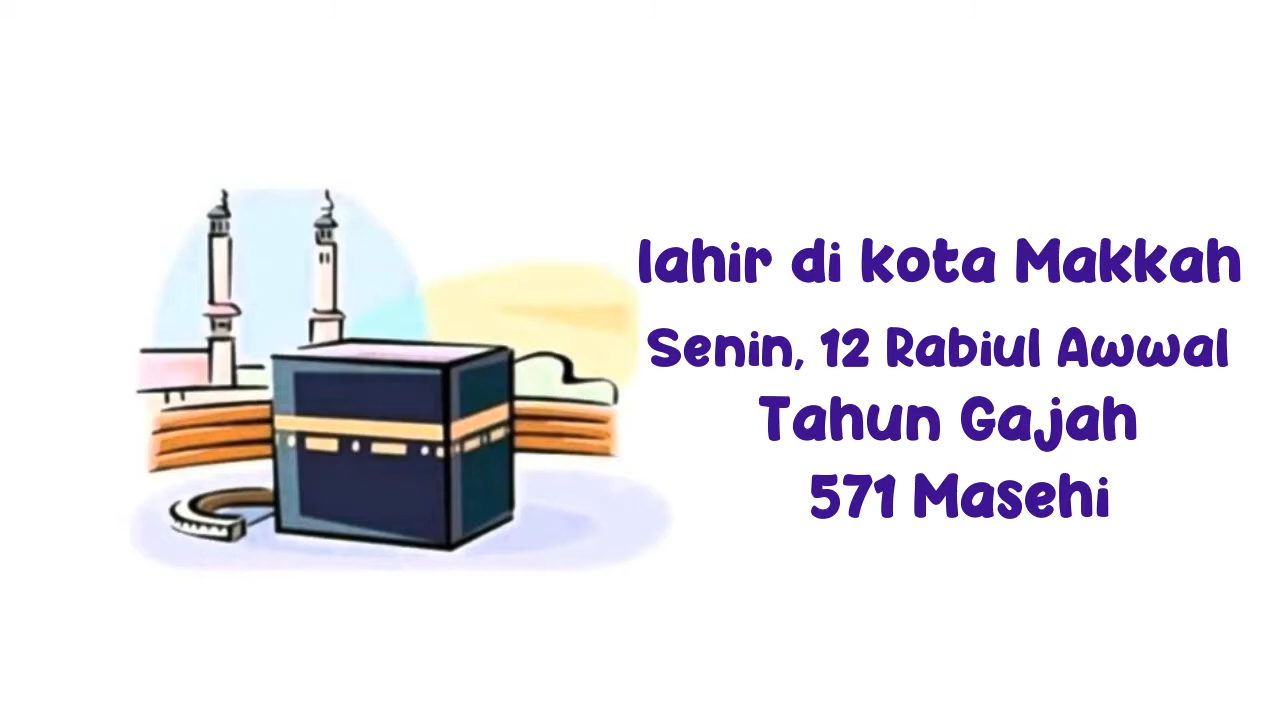 lahir di kota Makkah
Senin, 12 Rabiul Awwal
Tahun Gajah
571 Masehi